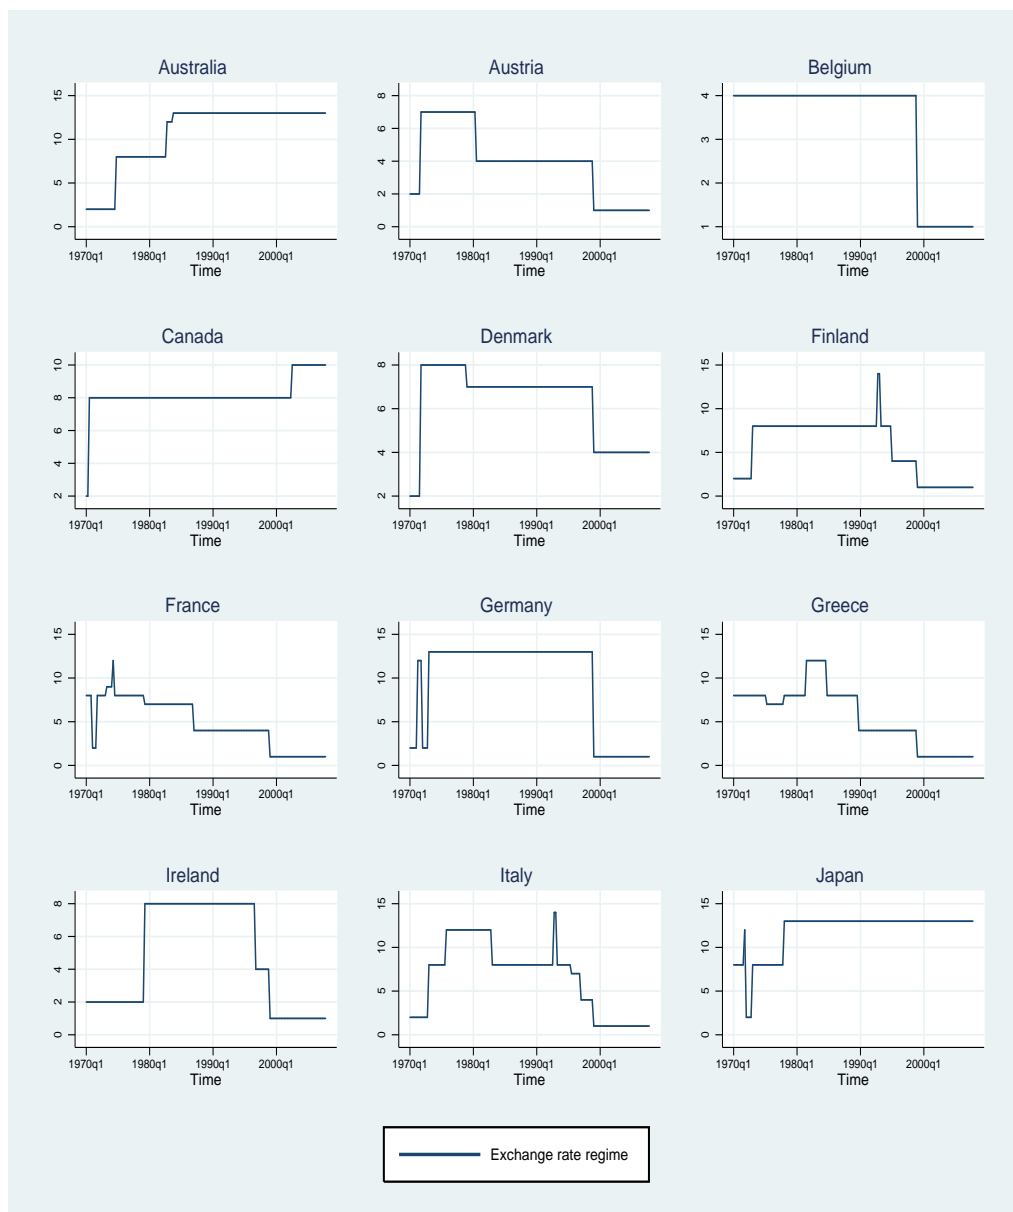 Australia Austria Belgium
15 8 4
10 6 3
5 4 2
0 2 1
0
1970q1 1980q1 1990q1 2000q1 1970q1 1980q1 1990q1 2000q1 1970q1 1980q1 1990q1 2000q1
Time Time Time
Canada Denmark Finland
10 8 15
8 6 10
6 4 5
4 2 0
2
1970q1 1980q1 1990q1 2000q1 1970q1 1980q1 1990q1 2000q1 1970q1 1980q1 1990q1 2000q1
Time Time Time
France Germany Greece
15 15 15
10 10 10
5 5 5
0 0 0
1970q1 1980q1 1990q1 2000q1 1970q1 1980q1 1990q1 2000q1 1970q1 1980q1 1990q1 2000q1
Time Time Time
Ireland Italy Japan
8 15 15
6 10 10
4 5 5
2 0 0
0
1970q1 1980q1 1990q1 2000q1 1970q1 1980q1 1990q1 2000q1 1970q1 1980q1 1990q1 2000q1
Time Time Time
Exchange rate regime